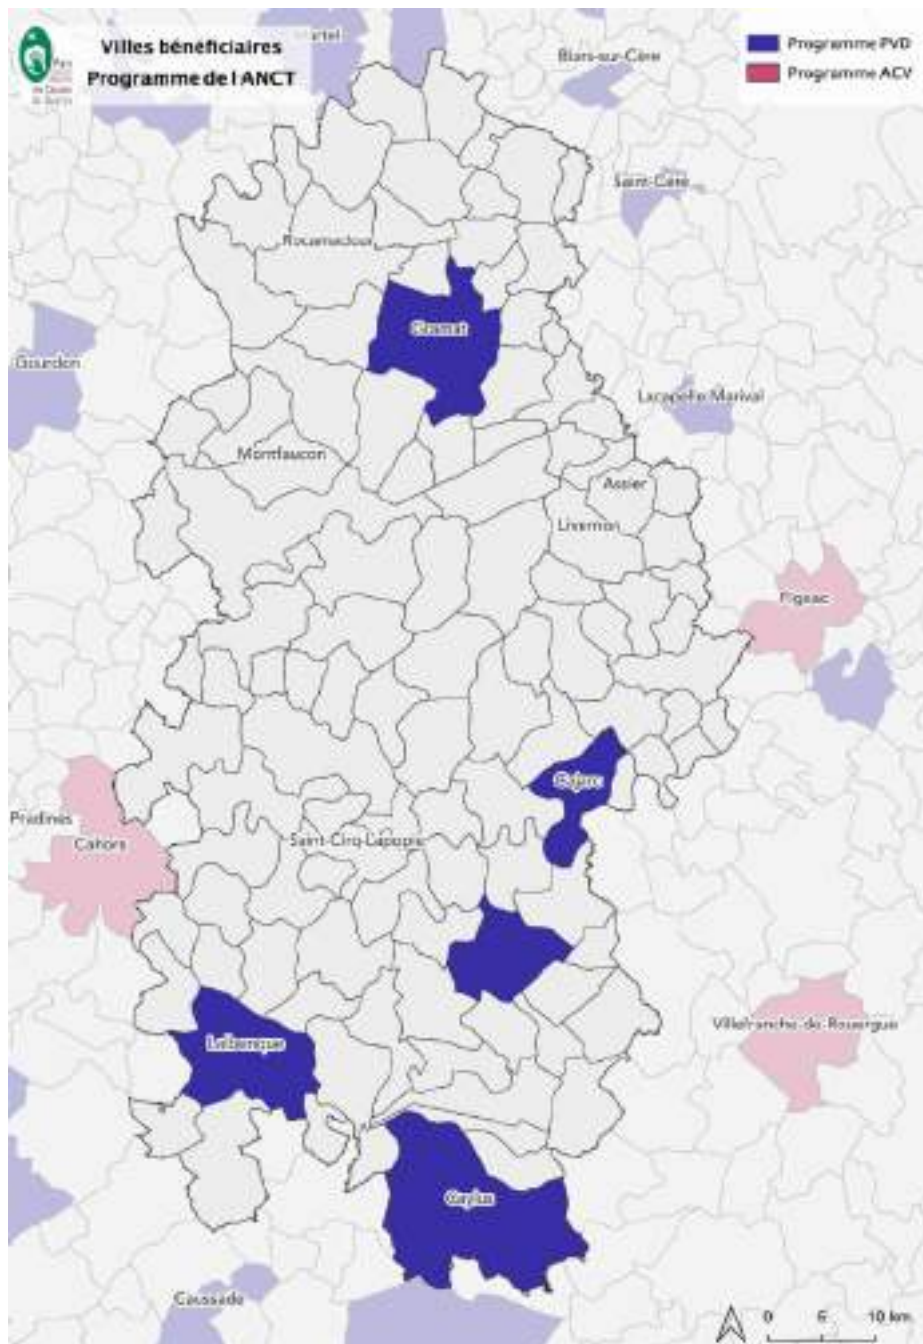 Villes bénéficiaires
Programme de l'ANCT
Programme PVD
Programme ACV
Parc
Biars-sur-Cère
Saint-Céré
Rocamadour
Gramat
Gourdon
Lacapelle-Marival
Montfaucon
Assier
Livernon
Figeac
Cajarc
Pradines
Cahors
Saint-Cirq-Lapopie
Villefranche-de-Rouergue
Lalbenque
Caylus
Caussade
0 5 10 km